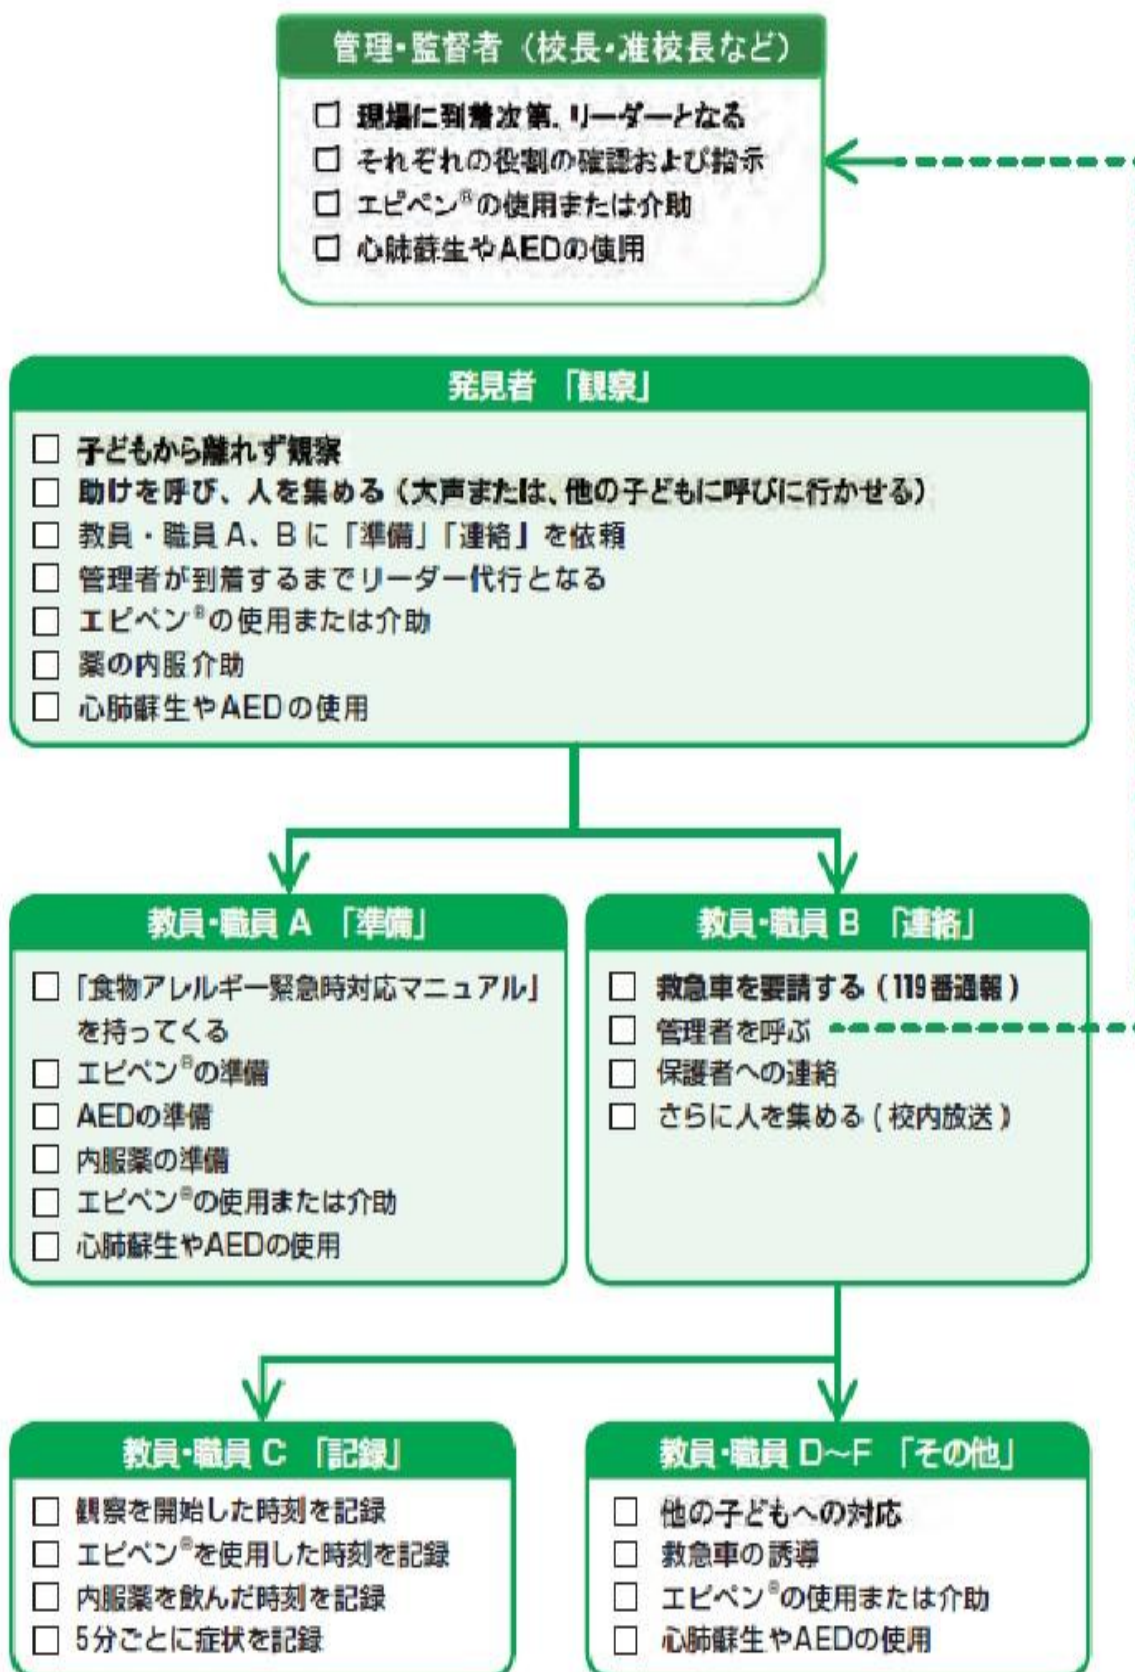 管理・監督者（校長・准校長など）
□ 現場に到着次第、リーダーとなる
□ それぞれの役割の確認および指示
□ エピペン®の使用または介助
□ 心肺蘇生やAEDの使用
発見者 「観察」
□ 子どもから離れず観察
□ 助けを呼び、人を集める（大声または、他の子どもに呼びに行かせる）
□ 教員・職員 A、B に「準備」「連絡」を依頼
□ 管理者が到着するまでリーダー代行となる
□ エピペン®の使用または介助
□ 薬の内服介助
□ 心肺蘇生やAEDの使用
教員・職員 A 「準備」
□ 「食物アレルギー緊急時対応マニュアル」
を持ってくる
□ エピペン®の準備
□ AEDの準備
□ 内服薬の準備
□ エピペン®の使用または介助
□ 心肺蘇生やAEDの使用
教員・職員 B 「連絡」
□ 救急車を要請する（119番通報）
□ 管理者を呼ぶ
□ 保護者への連絡
□ さらに人を集める（校内放送）
教員・職員 C 「記録」
□ 観察を開始した時刻を記録
□ エピペン®を使用した時刻を記録
□ 内服薬を飲んだ時刻を記録
□ 5分ごとに症状を記録
教員・職員 D〜F 「その他」
□ 他の子どもへの対応
□ 救急車の誘導
□ エピペン®の使用または介助
□ 心肺蘇生やAEDの使用